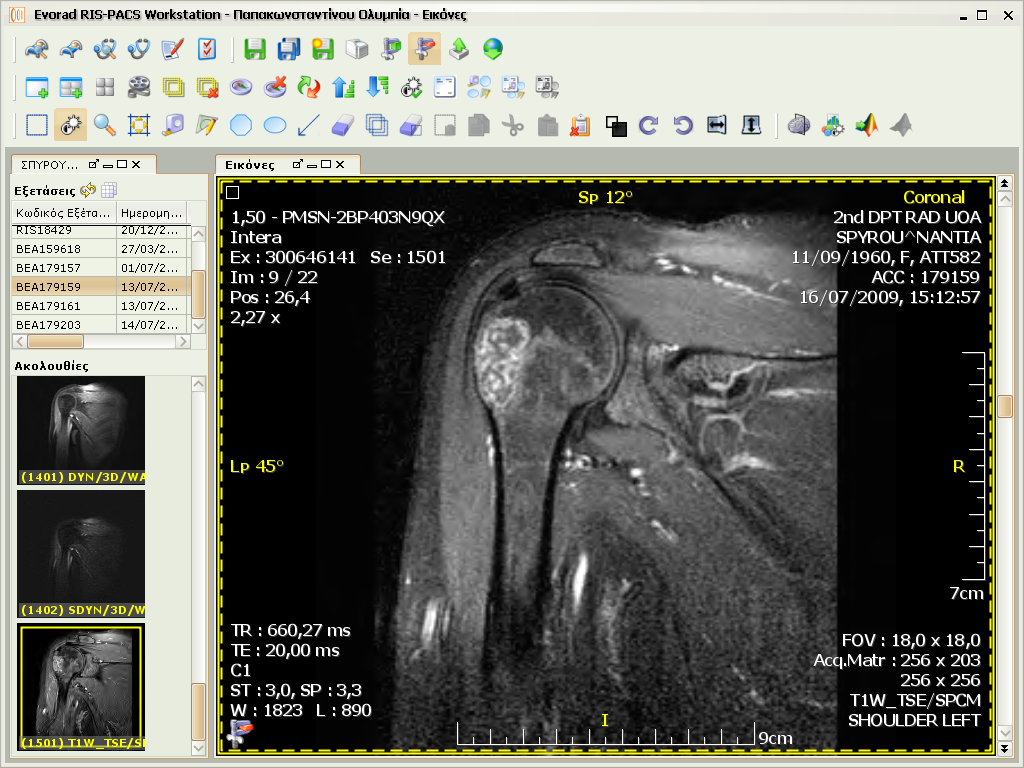 Evorad RIS-PACS Workstation - Παπακωνσταντίνου Ολυμπία - Εικόνες
ΣΠΥΡΟΥ...
Εικόνες
Εξετάσεις
Κωδικός Εξέτα... Ημερομη...
RIS18429 20/12/2...
BEA159618 27/03/2...
BEA179157 01/07/2...
BEA179159 13/07/2...
BEA179161 13/07/2...
BEA179203 14/07/2...
Ακολουθίες
(1401) DYN/3D/WA
(1402) SDYN/3D/W
(1501) T1W_TSE/S
Sp 12°
Coronal
1,50 - PMSN-2BP403N9QX
Intera
Ex : 300646141 Se : 1501
Im : 9 / 22
Pos : 26,4
2,27 x
2nd DPT RAD UOA
SPYROU^NANTIA
11/09/1960, F, ATT582
ACC : 179159
16/07/2009, 15:12:57
Lp 45°
R
7cm
TR : 660,27 ms
TE : 20,00 ms
C1
ST : 3,0, SP : 3,3
W : 1823 L : 890
I
9cm
FOV : 18,0 x 18,0
Acq.Matr : 256 x 203
256 x 256
T1W_TSE/SPCM
SHOULDER LEFT